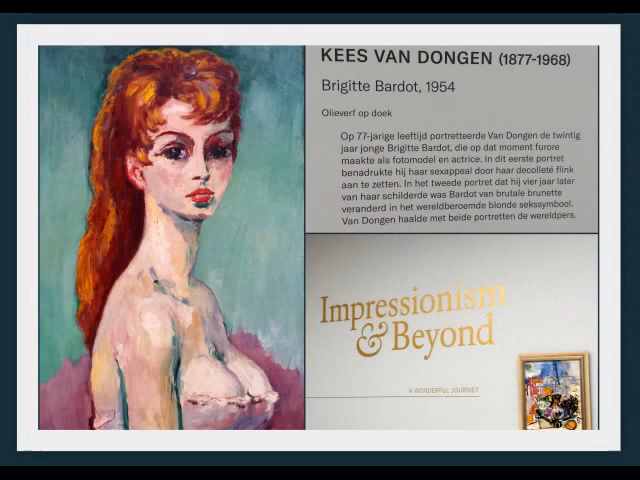 KEES VAN DONGEN (1877-1968)
Brigitte Bardot, 1954
Olieverf op doek
Op 77-jarige leeftijd portretteerde Van Dongen de twintig
jaar jonge Brigitte Bardot, die op dat moment furore
maakte als fotomodel en actrice. In dit eerste portret
benadrukte hij haar sexappeal door haar decolleté flink
aan te zetten. In het tweede portret dat hij vier jaar later
van haar schilderde was Bardot van brutale brunette
veranderd in het wereldberoemde blonde sekssymbool.
Van Dongen haalde met beide portretten de wereldpers.
Impressionism
& Beyond
A WONDERFUL JOURNEY